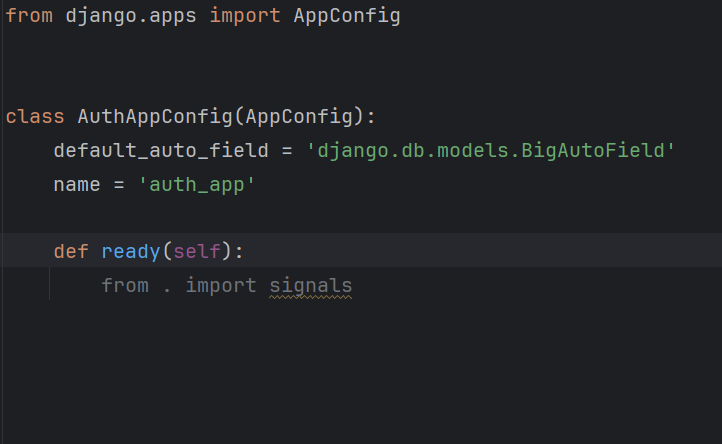 from django.apps import AppConfig
class AuthAppConfig(AppConfig):
    default_auto_field = 'django.db.models.BigAutoField'
    name = 'auth_app'
    def ready(self):
        from . import signals